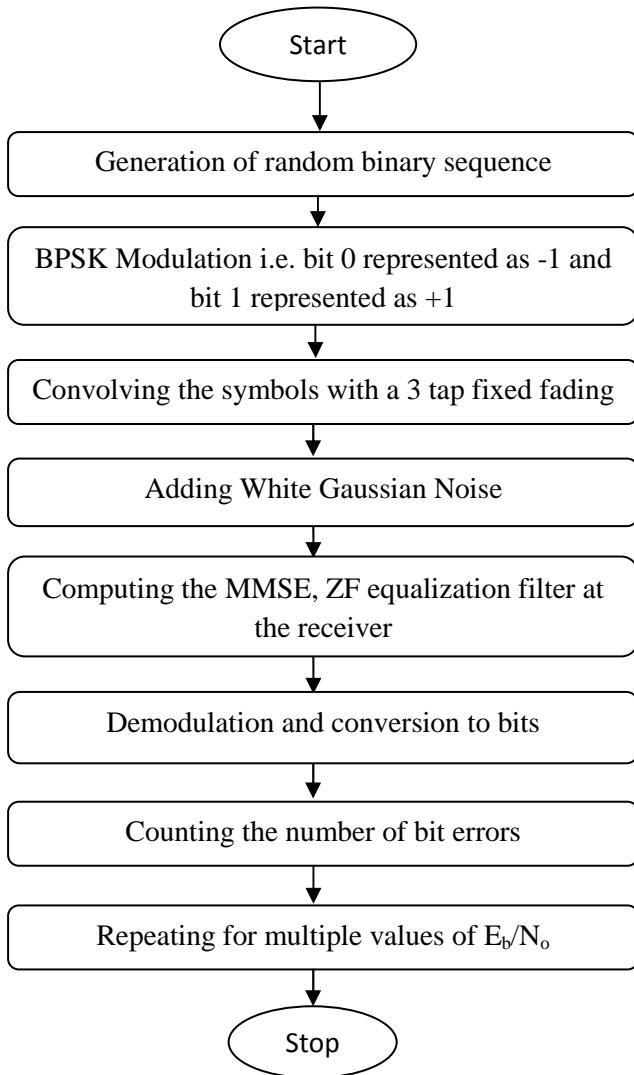 Start
Generation of random binary sequence
BPSK Modulation i.e. bit 0 represented as -1 and
bit 1 represented as +1
Convolving the symbols with a 3 tap fixed fading
Adding White Gaussian Noise
Computing the MMSE, ZF equalization filter at
the receiver
Demodulation and conversion to bits
Counting the number of bit errors
Repeating for multiple values of E_b/N_o
Stop